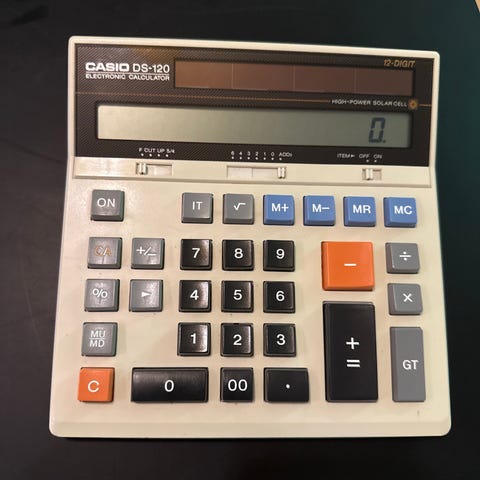 CASIO DS-120
ELECTRONIC CALCULATOR
12-DIGIT
HIGH-POWER SOLAR CELL
0.
F CUT UP 5/4
6 4 3 2 1 0 ADD2
ITEM OFF ON
ON IT √ M+ M− MR MC
CA +/− 7 8 9 − ÷
% ▶ 4 5 6 ×
MU
MD
1 2 3 +
= GT
C 0 00 ·